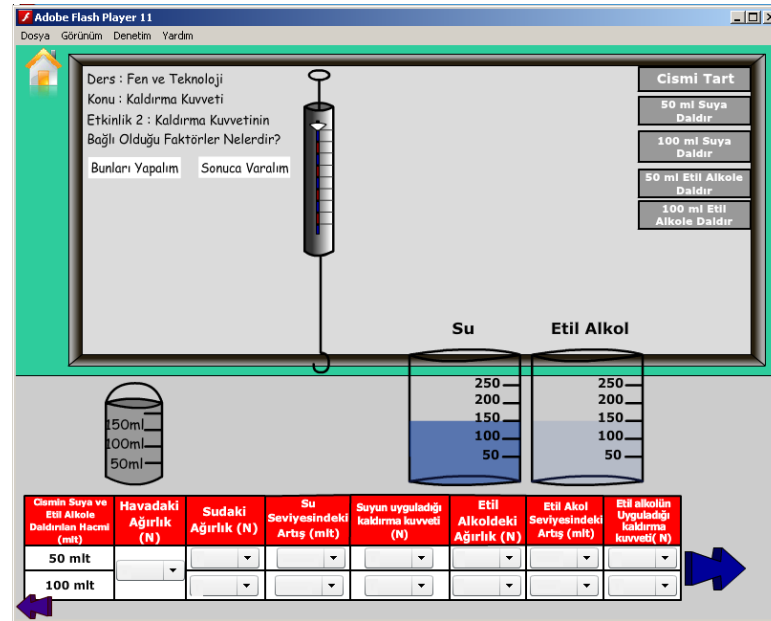 Adobe Flash Player 11
Dosya Görünüm Denetim Yardım
Ders : Fen ve Teknoloji
Konu : Kaldırma Kuvveti
Etkinlik 2 : Kaldırma Kuvvetinin
Bağlı Olduğu Faktörler Nelerdir?
Bunları Yapalım Sonuca Varalım
Cismi Tart
50 ml Suya
Daldır
100 ml Suya
Daldır
50 ml Etil Alkole
Daldır
100 ml Etil
Alkole Daldır
Su
Etil Alkol
250
200
150
100
50
250
200
150
100
50
150ml
100ml
50ml
Cismin Suya ve
Etil Alkole
Daldırılan Hacmi
(mlt)
Havadaki
Ağırlık
(N)
Sudaki
Ağırlık (N)
Su
Seviyesindeki
Artış (mlt)
Suyun uyguladığı
kaldırma kuvveti
(N)
Etil
Alkoldeki
Ağırlık (N)
Etil Akol
Seviyesindeki
Artış (mlt)
Etil alkolün
Uyguladığı
kaldırma
kuvveti( N)
50 mlt
100 mlt